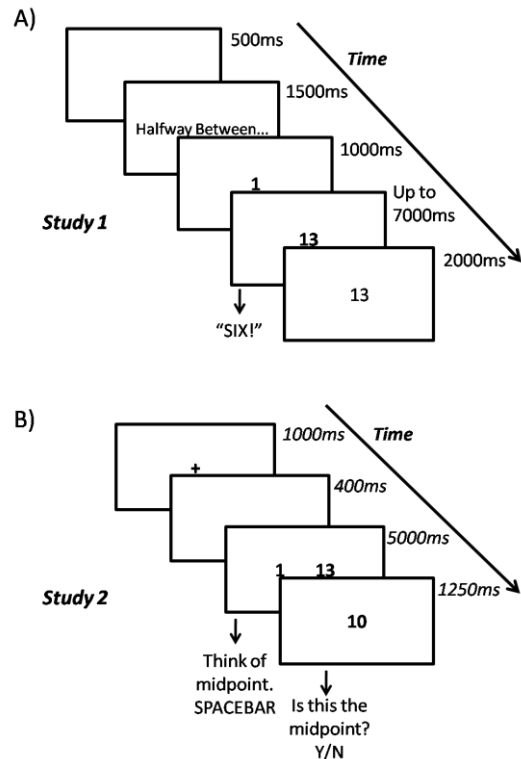 A)
500ms
Time
1500ms
Halfway Between...
1000ms
1
Up to
7000ms
Study 1
13
2000ms
13
“SIX!”
B)
1000ms
Time
+
400ms
5000ms
1 13
1250ms
Study 2
10
Think of
midpoint.
SPACEBAR
Is this the
midpoint?
Y/N